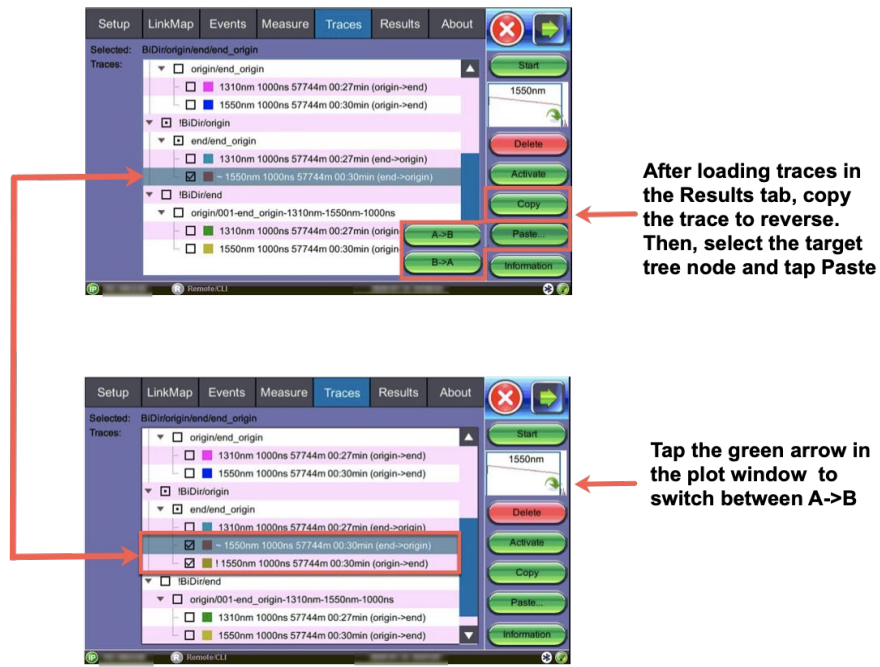 Setup LinkMap Events Measure Traces Results About
Selected: BiDir/origin/end/end_origin
Traces:
origin/end_origin
1310nm 1000ns 57744m 00:27min (origin->end)
1550nm 1000ns 57744m 00:30min (origin->end)
!BiDir/origin
end/end_origin
1310nm 1000ns 57744m 00:27min (end->origin)
~ 1550nm 1000ns 57744m 00:30min (end->origin)
!BiDir/end
origin/001-end_origin-1310nm-1550nm-1000ns
1310nm 1000ns 57744m 00:27min (origin
1550nm 1000ns 57744m 00:30min (origin
A->B
B->A
Start
1550nm
Delete
Activate
Copy
Paste...
Information
IP
R Remote/CLI
After loading traces in
the Results tab, copy
the trace to reverse.
Then, select the target
tree node and tap Paste
Setup LinkMap Events Measure Traces Results About
Selected: BiDir/origin/end/end_origin
Traces:
origin/end_origin
1310nm 1000ns 57744m 00:27min (origin->end)
1550nm 1000ns 57744m 00:30min (origin->end)
!BiDir/origin
end/end_origin
1310nm 1000ns 57744m 00:27min (end->origin)
~ 1550nm 1000ns 57744m 00:30min (end->origin)
! 1550nm 1000ns 57744m 00:30min (origin->end)
!BiDir/end
origin/001-end_origin-1310nm-1550nm-1000ns
1310nm 1000ns 57744m 00:27min (origin->end)
1550nm 1000ns 57744m 00:30min (origin->end)
Start
1550nm
Delete
Activate
Copy
Paste...
Information
IP
R Remote/CLI
Tap the green arrow in
the plot window to
switch between A->B